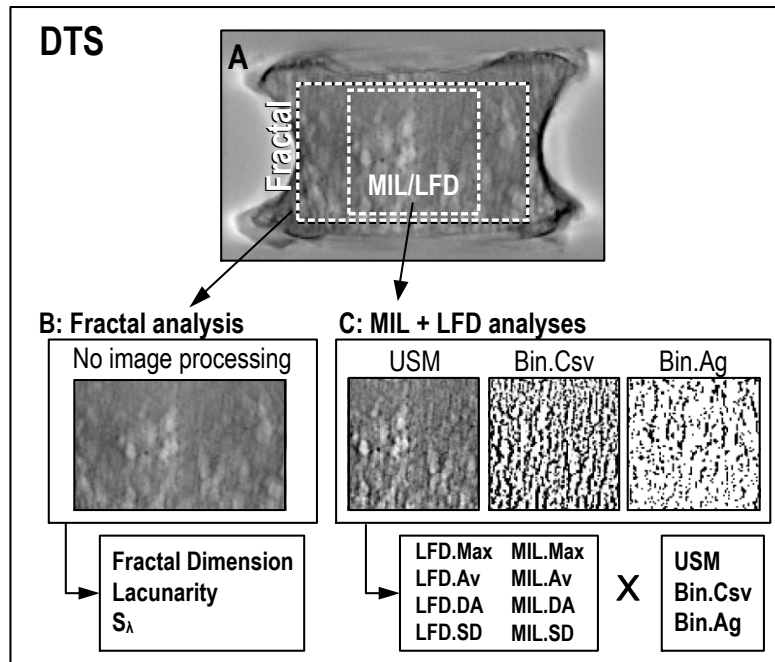 DTS
A
Fractal
MIL/LFD
B: Fractal analysis
No image processing
C: MIL + LFD analyses
USM Bin.Csv Bin.Ag
Fractal Dimension
Lacunarity
Sλ
LFD.Max MIL.Max
LFD.Av MIL.Av
LFD.DA MIL.DA
LFD.SD MIL.SD
X
USM
Bin.Csv
Bin.Ag